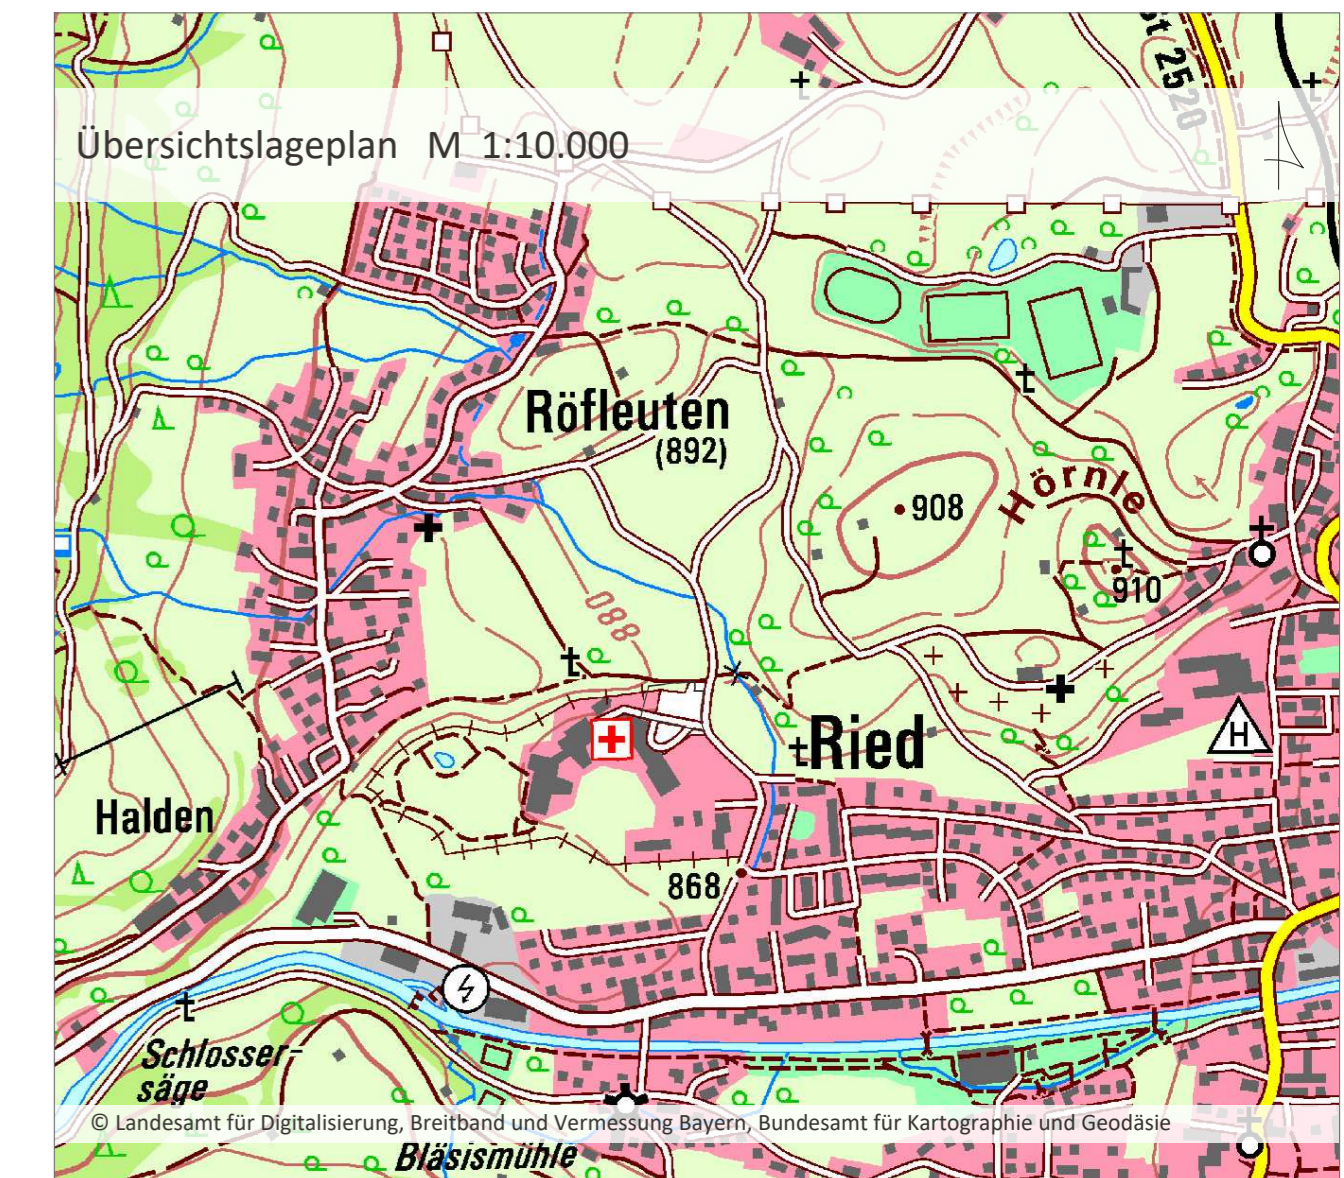 St 2520
Übersichtslageplan M 1:10.000
Röfleuten
(892)
908
Hörnle
910
880
Ried
H
Halden
868
Schlosser-
säge
© Landesamt für Digitalisierung, Breitband und Vermessung Bayern, Bundesamt für Kartographie und Geodäsie
Bläsismühle